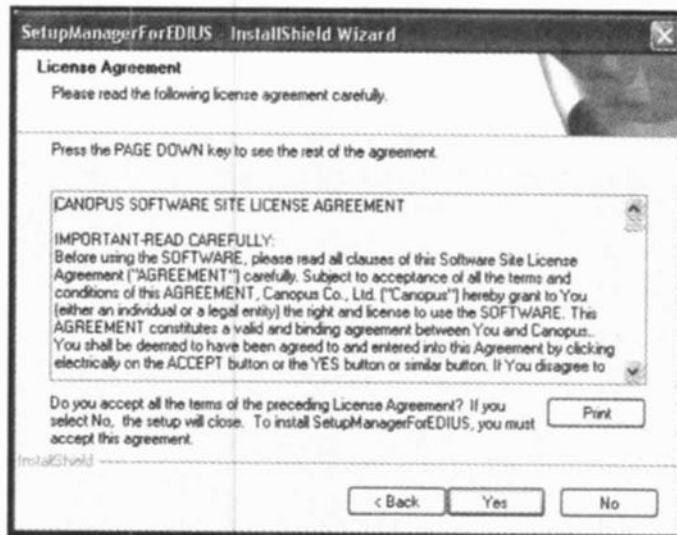 SetupManagerForEDIUS - InstallShield Wizard
License Agreement
Please read the following license agreement carefully.
Press the PAGE DOWN key to see the rest of the agreement.
CANOPUS SOFTWARE SITE LICENSE AGREEMENT
IMPORTANT-READ CAREFULLY:
Before using the SOFTWARE, please read all clauses of this Software Site License
Agreement ("AGREEMENT") carefully. Subject to acceptance of all the terms and
conditions of this AGREEMENT, Canopus Co., Ltd. ("Canopus") hereby grant to You
(either an individual or a legal entity) the right and license to use the SOFTWARE. This
AGREEMENT constitutes a valid and binding agreement between You and Canopus..
You shall be deemed to have been agreed to and entered into this Agreement by clicking
electrically on the ACCEPT button or the YES button or similar button. If You disagree to
Do you accept all the terms of the preceding License Agreement? If you
select No, the setup will close. To install SetupManagerForEDIUS, you must
accept this agreement.
Print
InstallShield
< Back
Yes
No